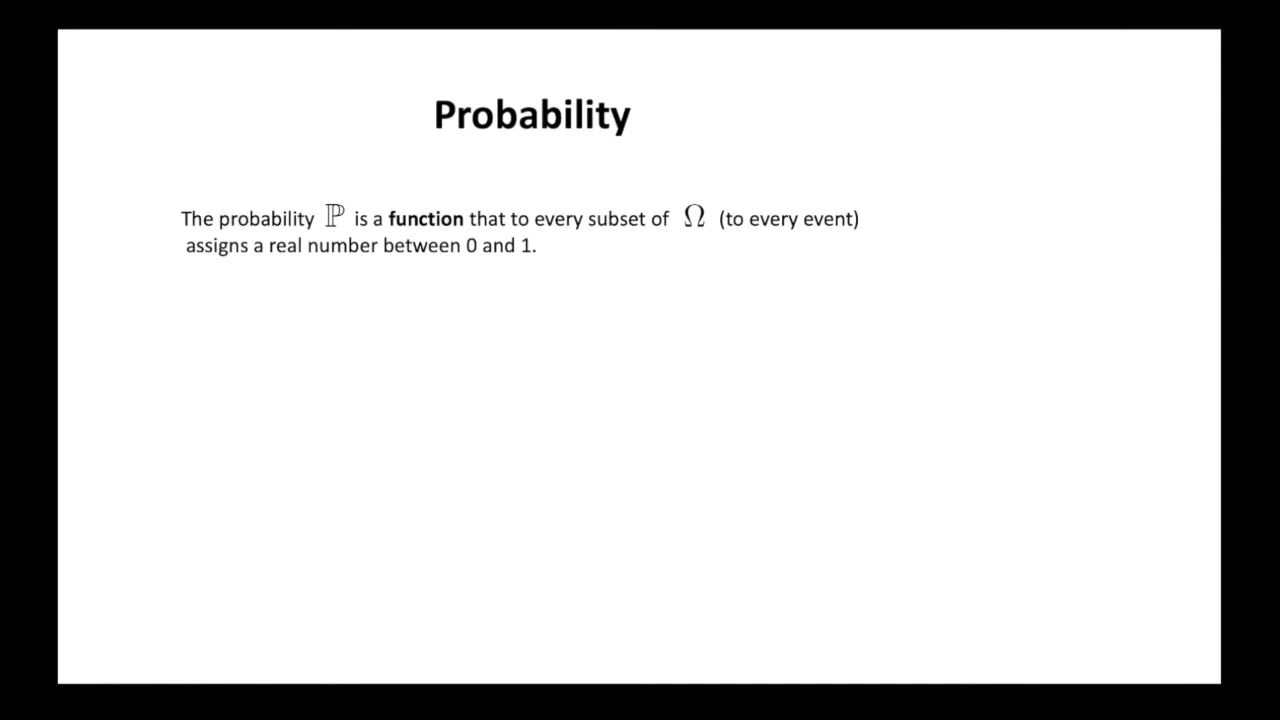 Probability
The probability ℙ is a function that to every subset of Ω (to every event)
assigns a real number between 0 and 1.